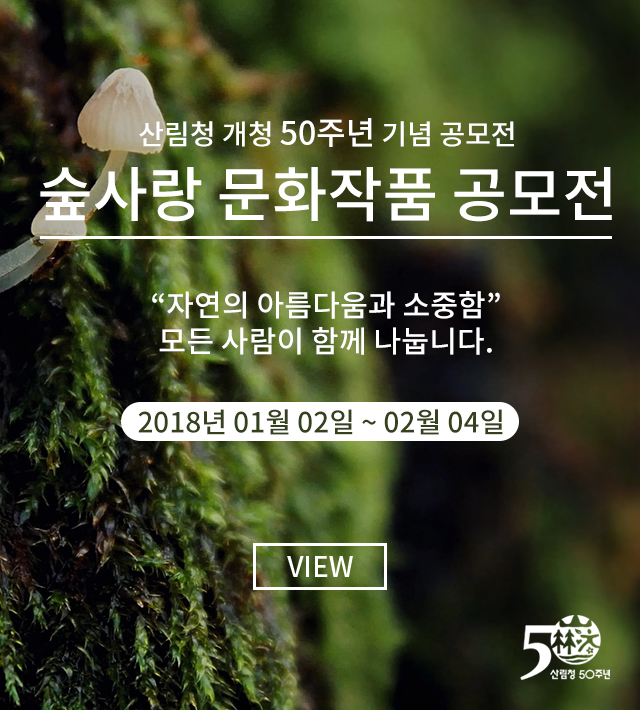 산림청 개청 50주년 기념 공모전
숲사랑 문화작품 공모전
“자연의 아름다움과 소중함”
모든 사람이 함께 나눕니다.
2018년 01월 02일 ~ 02월 04일
VIEW
50
산림청 50주년